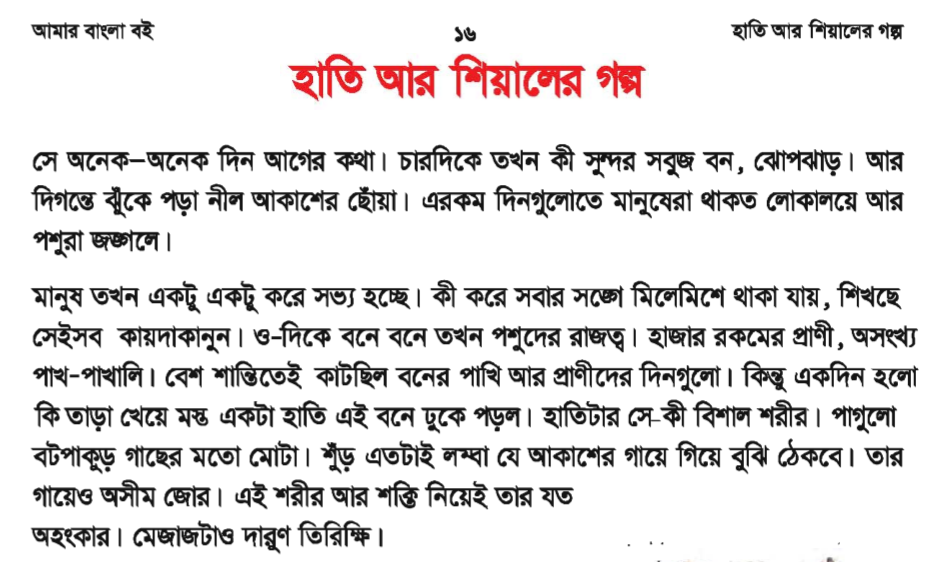 আমার বাংলা বই ১৬ হাতি আর শিয়ালের গল্প
হাতি আর শিয়ালের গল্প
সে অনেক–অনেক দিন আগের কথা। চারদিকে তখন কী সুন্দর সবুজ বন, ঝোপঝাড়। আর
দিগন্তে ঝুঁকে পড়া নীল আকাশের ছোঁয়া। এরকম দিনগুলোতে মানুষেরা থাকত লোকালয়ে আর
পশুরা জঙ্গলে।
মানুষ তখন একটু একটু করে সভ্য হচ্ছে। কী করে সবার সঙ্গে মিলেমিশে থাকা যায়, শিখছে
সেইসব কায়দাকানুন। ও-দিকে বনে বনে তখন পশুদের রাজত্ব। হাজার রকমের প্রাণী, অসংখ্য
পাখ-পাখালি। বেশ শান্তিতেই কাটছিল বনের পাখি আর প্রাণীদের দিনগুলো। কিন্তু একদিন হলো
কি তাড়া খেয়ে মস্ত একটা হাতি এই বনে ঢুকে পড়ল। হাতিটার সে-কী বিশাল শরীর। পাগুলো
বটপাকুড় গাছের মতো মোটা। শুঁড় এতটাই লম্বা যে আকাশের গায়ে গিয়ে বুঝি ঠেকবে। তার
গায়েও অসীম জোর। এই শরীর আর শক্তি নিয়েই তার যত
অহংকার। মেজাজটাও দারুণ তিরিক্ষি।